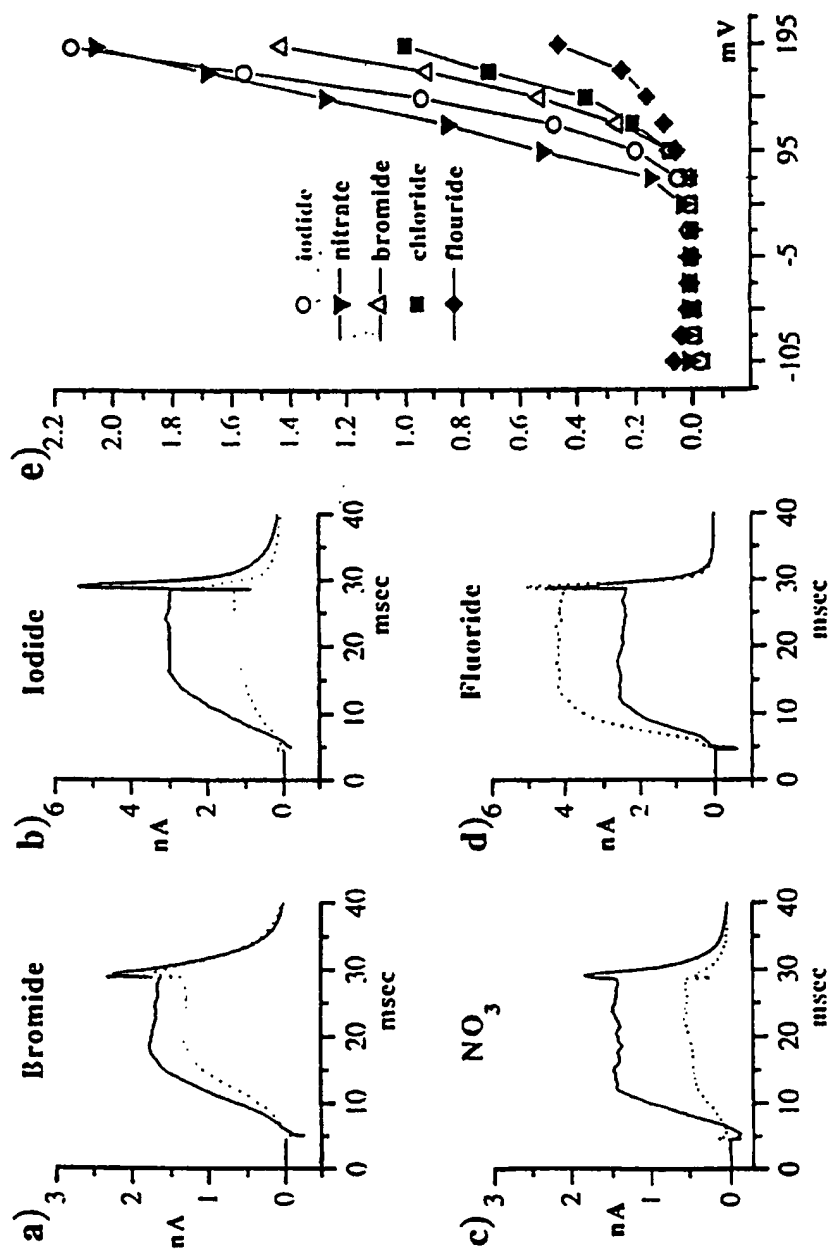 a)
Bromide
3
2
nA
1
0
0
10
20
30
40
msec
b)
Iodide
6
4
nA
2
0
0
10
20
30
40
msec
c)
NO3
3
2
nA
1
0
0
10
20
30
40
msec
d)
Fluoride
6
4
nA
2
0
0
10
20
30
40
msec
e)
2.2
2.0
1.8
1.6
1.4
1.2
1.0
0.8
0.6
0.4
0.2
0.0
iodide
nitrate
bromide
chloride
flouride
-105
-5
95
195
mV